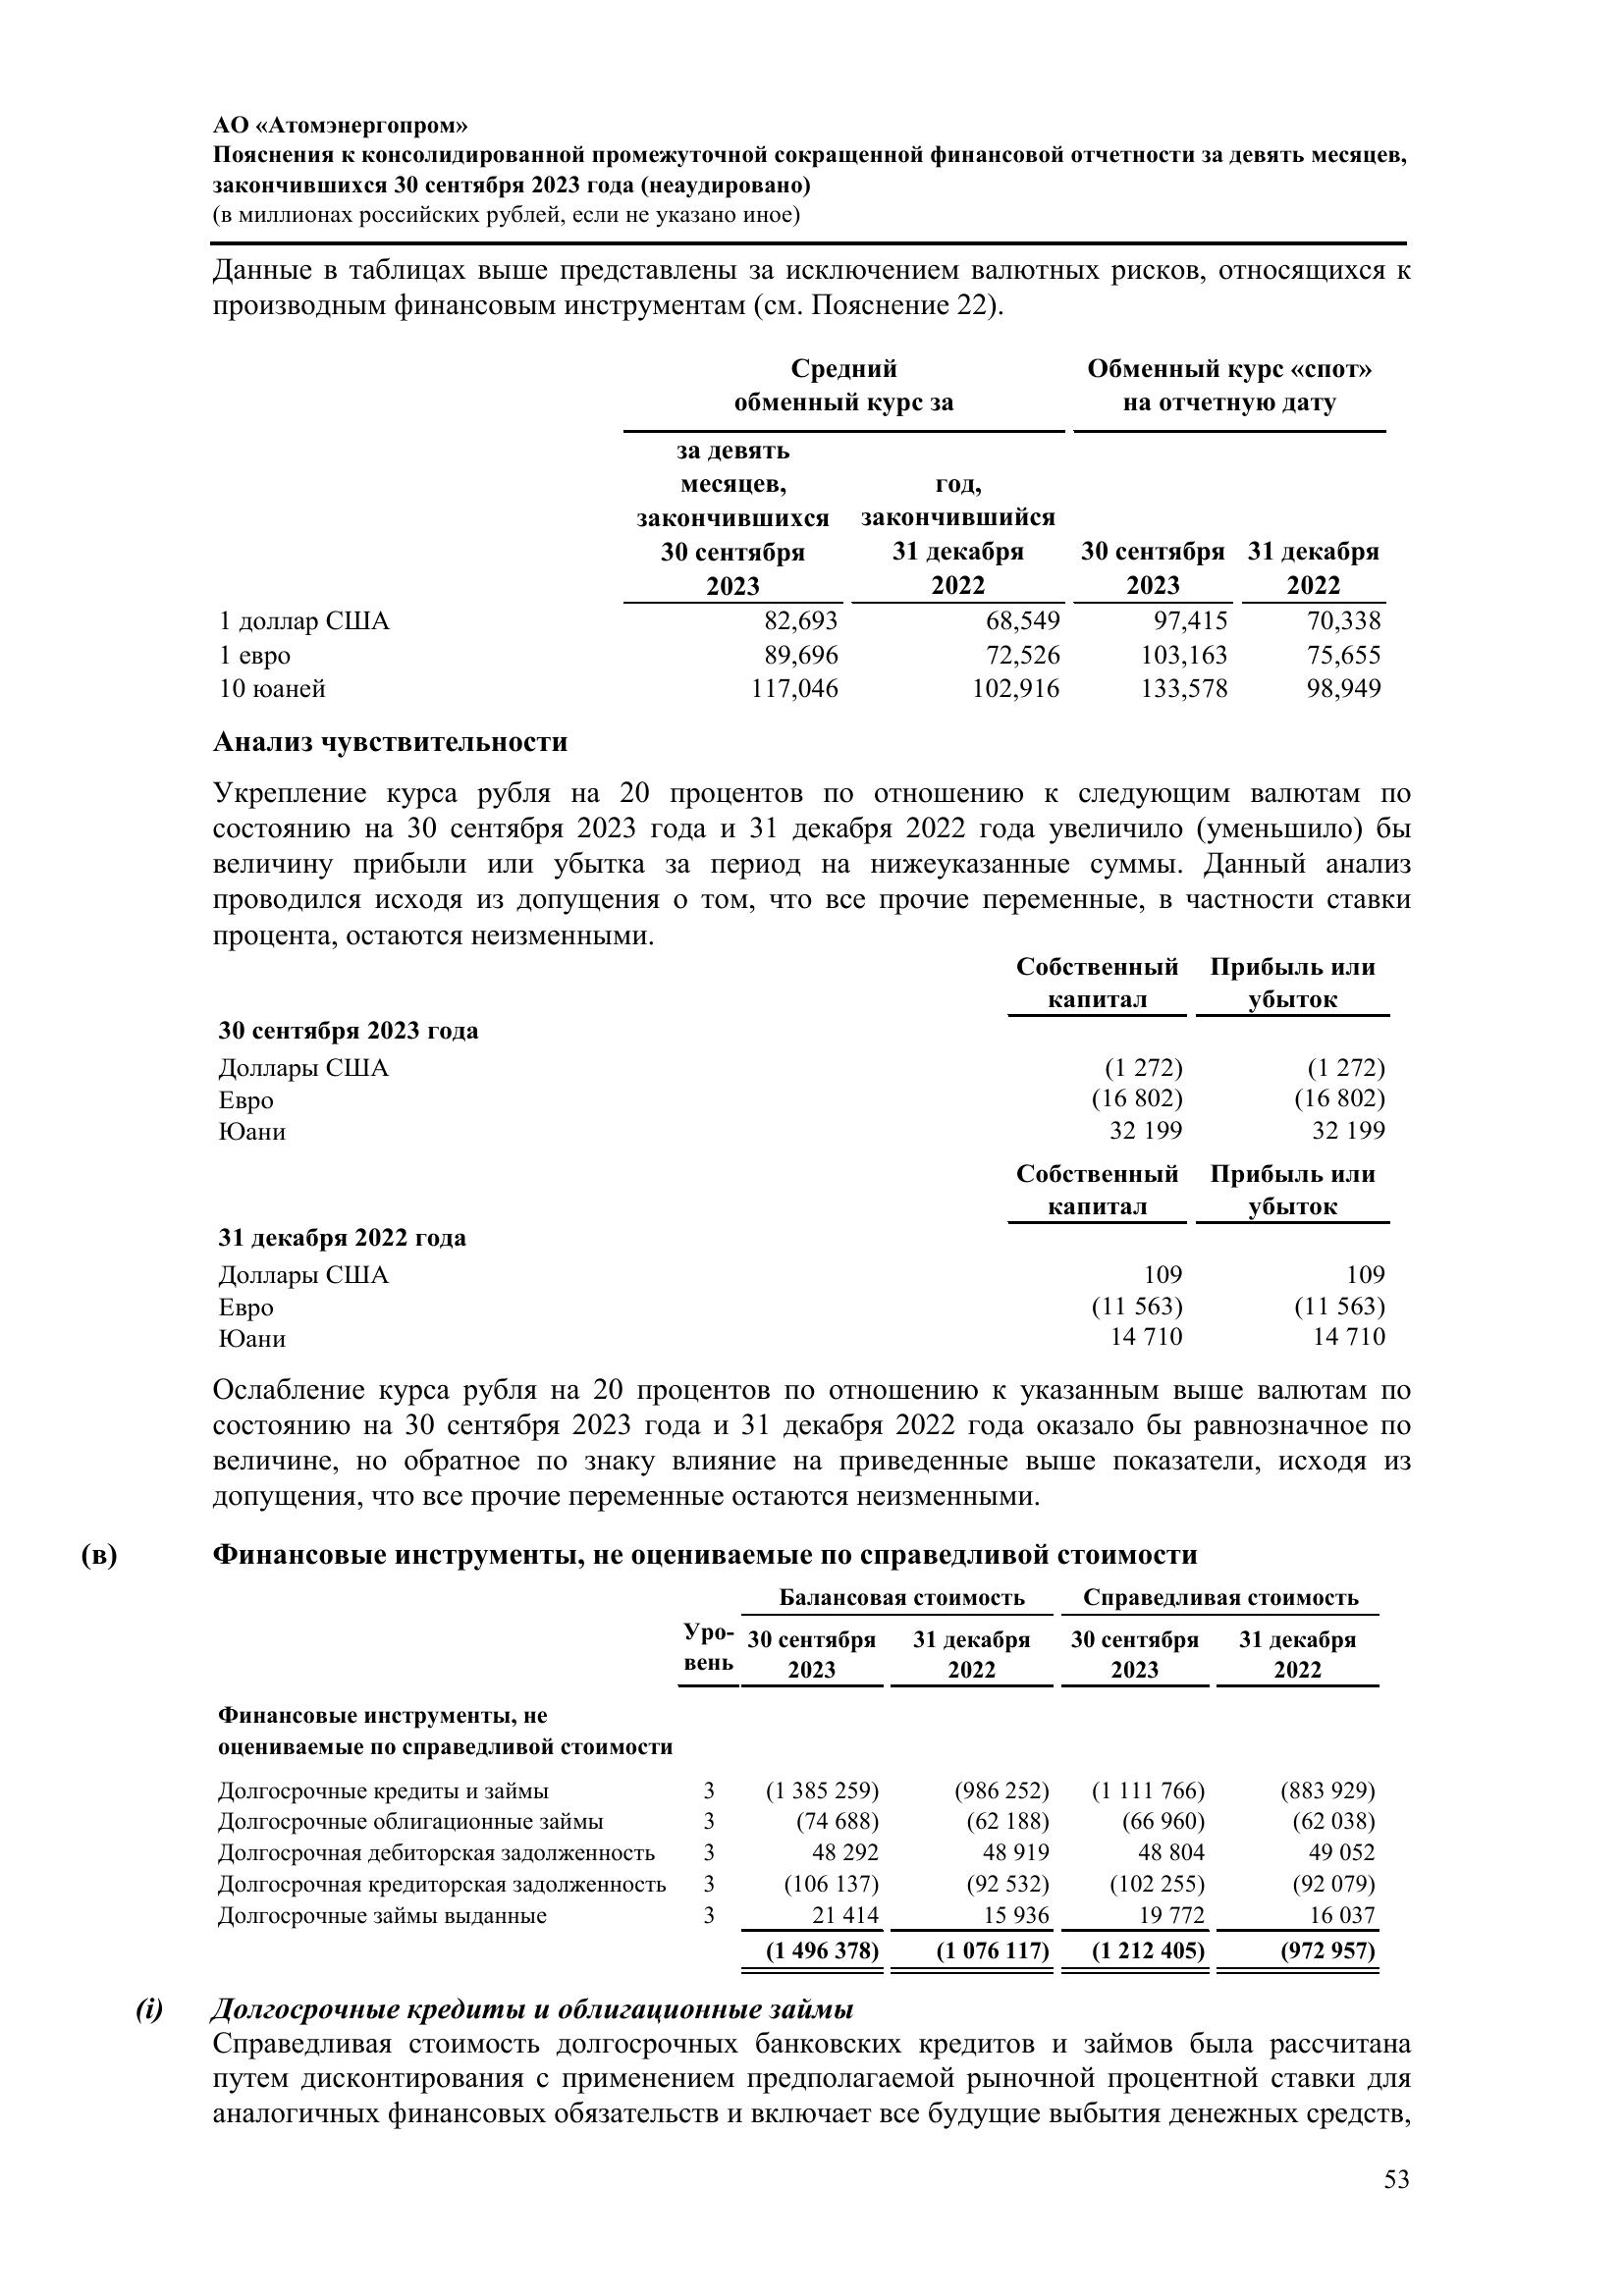 АО «Атомэнергопром»
Пояснения к консолидированной промежуточной сокращенной финансовой отчетности за девять месяцев,
закончившихся 30 сентября 2023 года (неаудировано)
(в миллионах российских рублей, если не указано иное)
Данные в таблицах выше представлены за исключением валютных рисков, относящихся к
производным финансовым инструментам (см. Пояснение 22).
Средний Обменный курс «спот»
обменный курс за на отчетную дату
за девять
месяцев, год,
закончившихся закончившийся
30 сентября 31 декабря 30 сентября 31 декабря
2023 2022 2023 2022
1 доллар США 82,693 68,549 97,415 70,338
1 евро 89,696 72,526 103,163 75,655
10 юаней 117,046 102,916 133,578 98,949
Анализ чувствительности
Укрепление курса рубля на 20 процентов по отношению к следующим валютам по
состоянию на 30 сентября 2023 года и 31 декабря 2022 года увеличило (уменьшило) бы
величину прибыли или убытка за период на нижеуказанные суммы. Данный анализ
проводился исходя из допущения о том, что все прочие переменные, в частности ставки
процента, остаются неизменными.
Собственный Прибыль или
капитал убыток
30 сентября 2023 года
Доллары США (1 272) (1 272)
Евро (16 802) (16 802)
Юани 32 199 32 199
Собственный Прибыль или
капитал убыток
31 декабря 2022 года
Доллары США 109 109
Евро (11 563) (11 563)
Юани 14 710 14 710
Ослабление курса рубля на 20 процентов по отношению к указанным выше валютам по
состоянию на 30 сентября 2023 года и 31 декабря 2022 года оказало бы равнозначное по
величине, но обратное по знаку влияние на приведенные выше показатели, исходя из
допущения, что все прочие переменные остаются неизменными.
(в) Финансовые инструменты, не оцениваемые по справедливой стоимости
Балансовая стоимость Справедливая стоимость
Уро- 30 сентября 31 декабря 30 сентября 31 декабря
вень 2023 2022 2023 2022
Финансовые инструменты, не
оцениваемые по справедливой стоимости
Долгосрочные кредиты и займы 3 (1 385 259) (986 252) (1 111 766) (883 929)
Долгосрочные облигационные займы 3 (74 688) (62 188) (66 960) (62 038)
Долгосрочная дебиторская задолженность 3 48 292 48 919 48 804 49 052
Долгосрочная кредиторская задолженность 3 (106 137) (92 532) (102 255) (92 079)
Долгосрочные займы выданные 3 21 414 15 936 19 772 16 037
(1 496 378) (1 076 117) (1 212 405) (972 957)
(i) Долгосрочные кредиты и облигационные займы
Справедливая стоимость долгосрочных банковских кредитов и займов была рассчитана
путем дисконтирования с применением предполагаемой рыночной процентной ставки для
аналогичных финансовых обязательств и включает все будущие выбытия денежных средств,
53